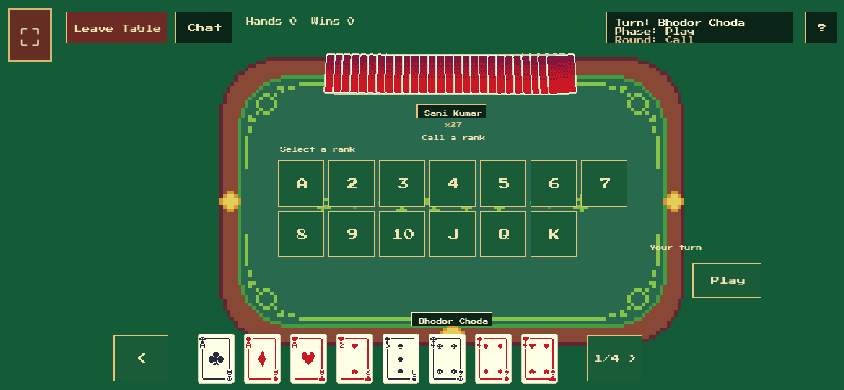 Leave Table
Chat
Hands 0 Wins 0
Turn: Bhodor Choda
Phase: Play
Round: Call
?
Sani Kumar
x27
Call a rank
Select a rank
A 2 3 4 5 6 7
8 9 10 J Q K
Your turn
Play
Bhodor Choda
<
1/4 >